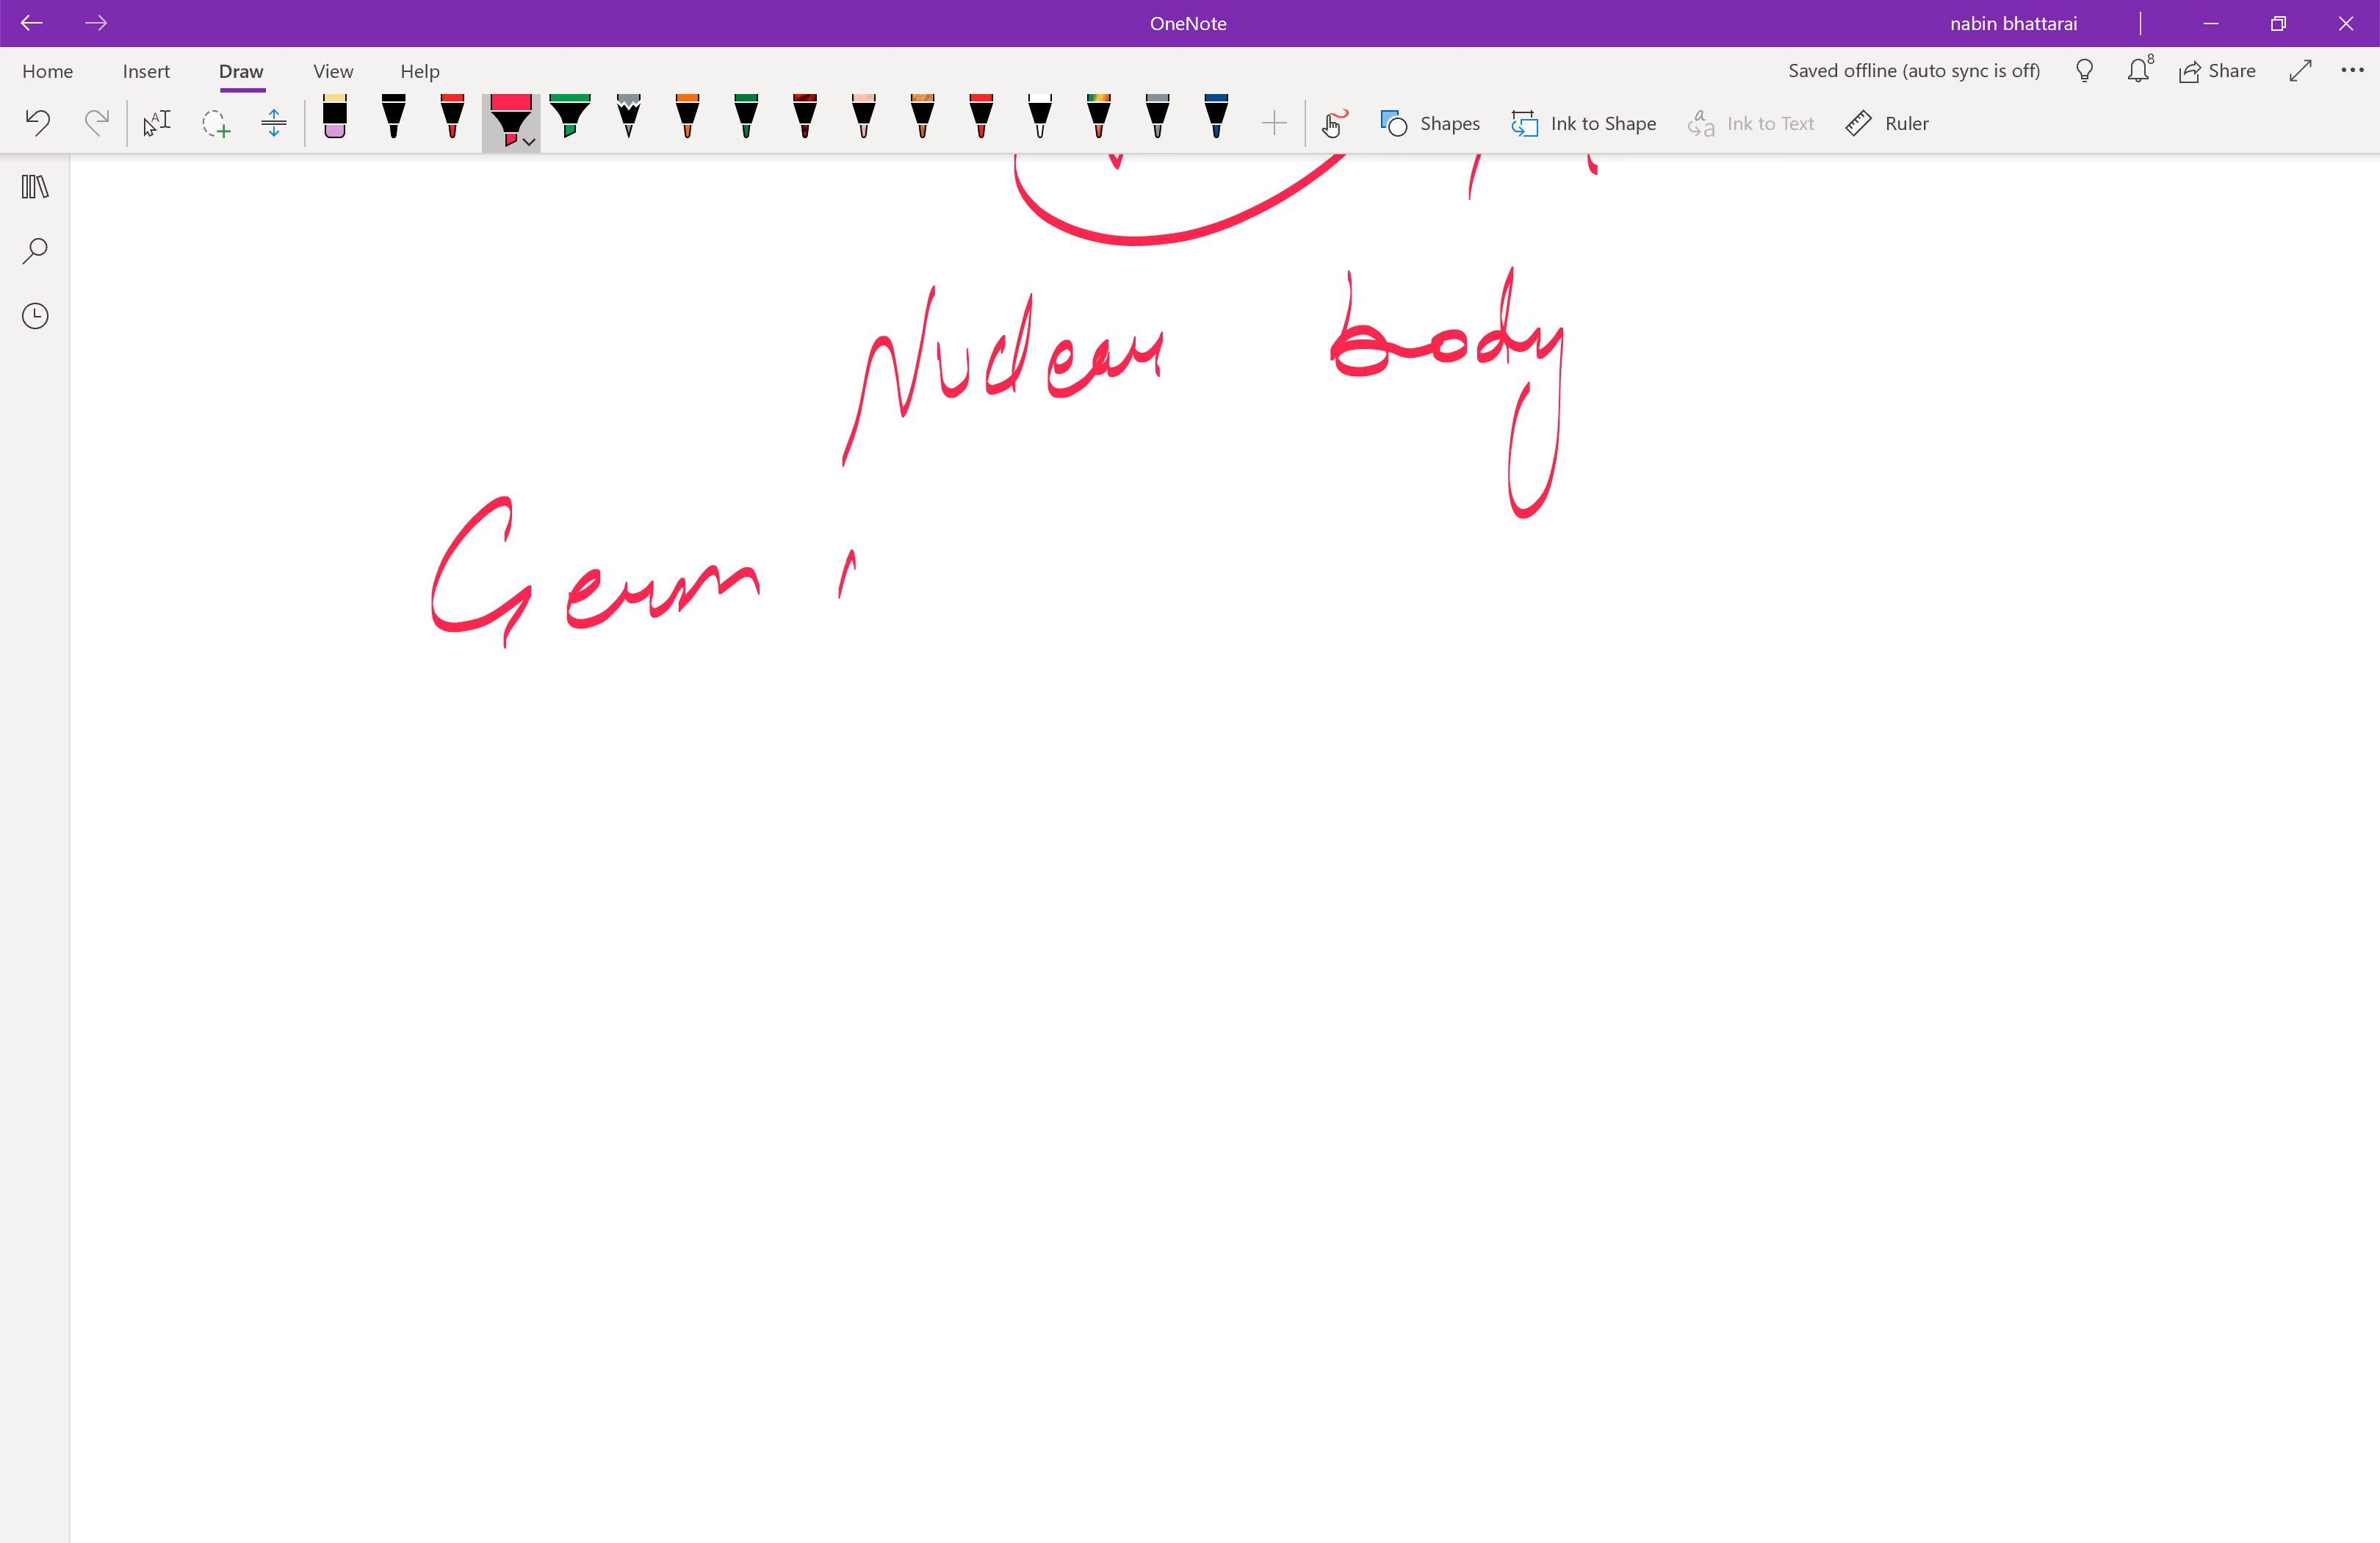 OneNote
nabin bhattarai
Home Insert Draw View Help
Saved offline (auto sync is off)
8
Share
Shapes
Ink to Shape
Ink to Text
Ruler
Nuclear body
Germ